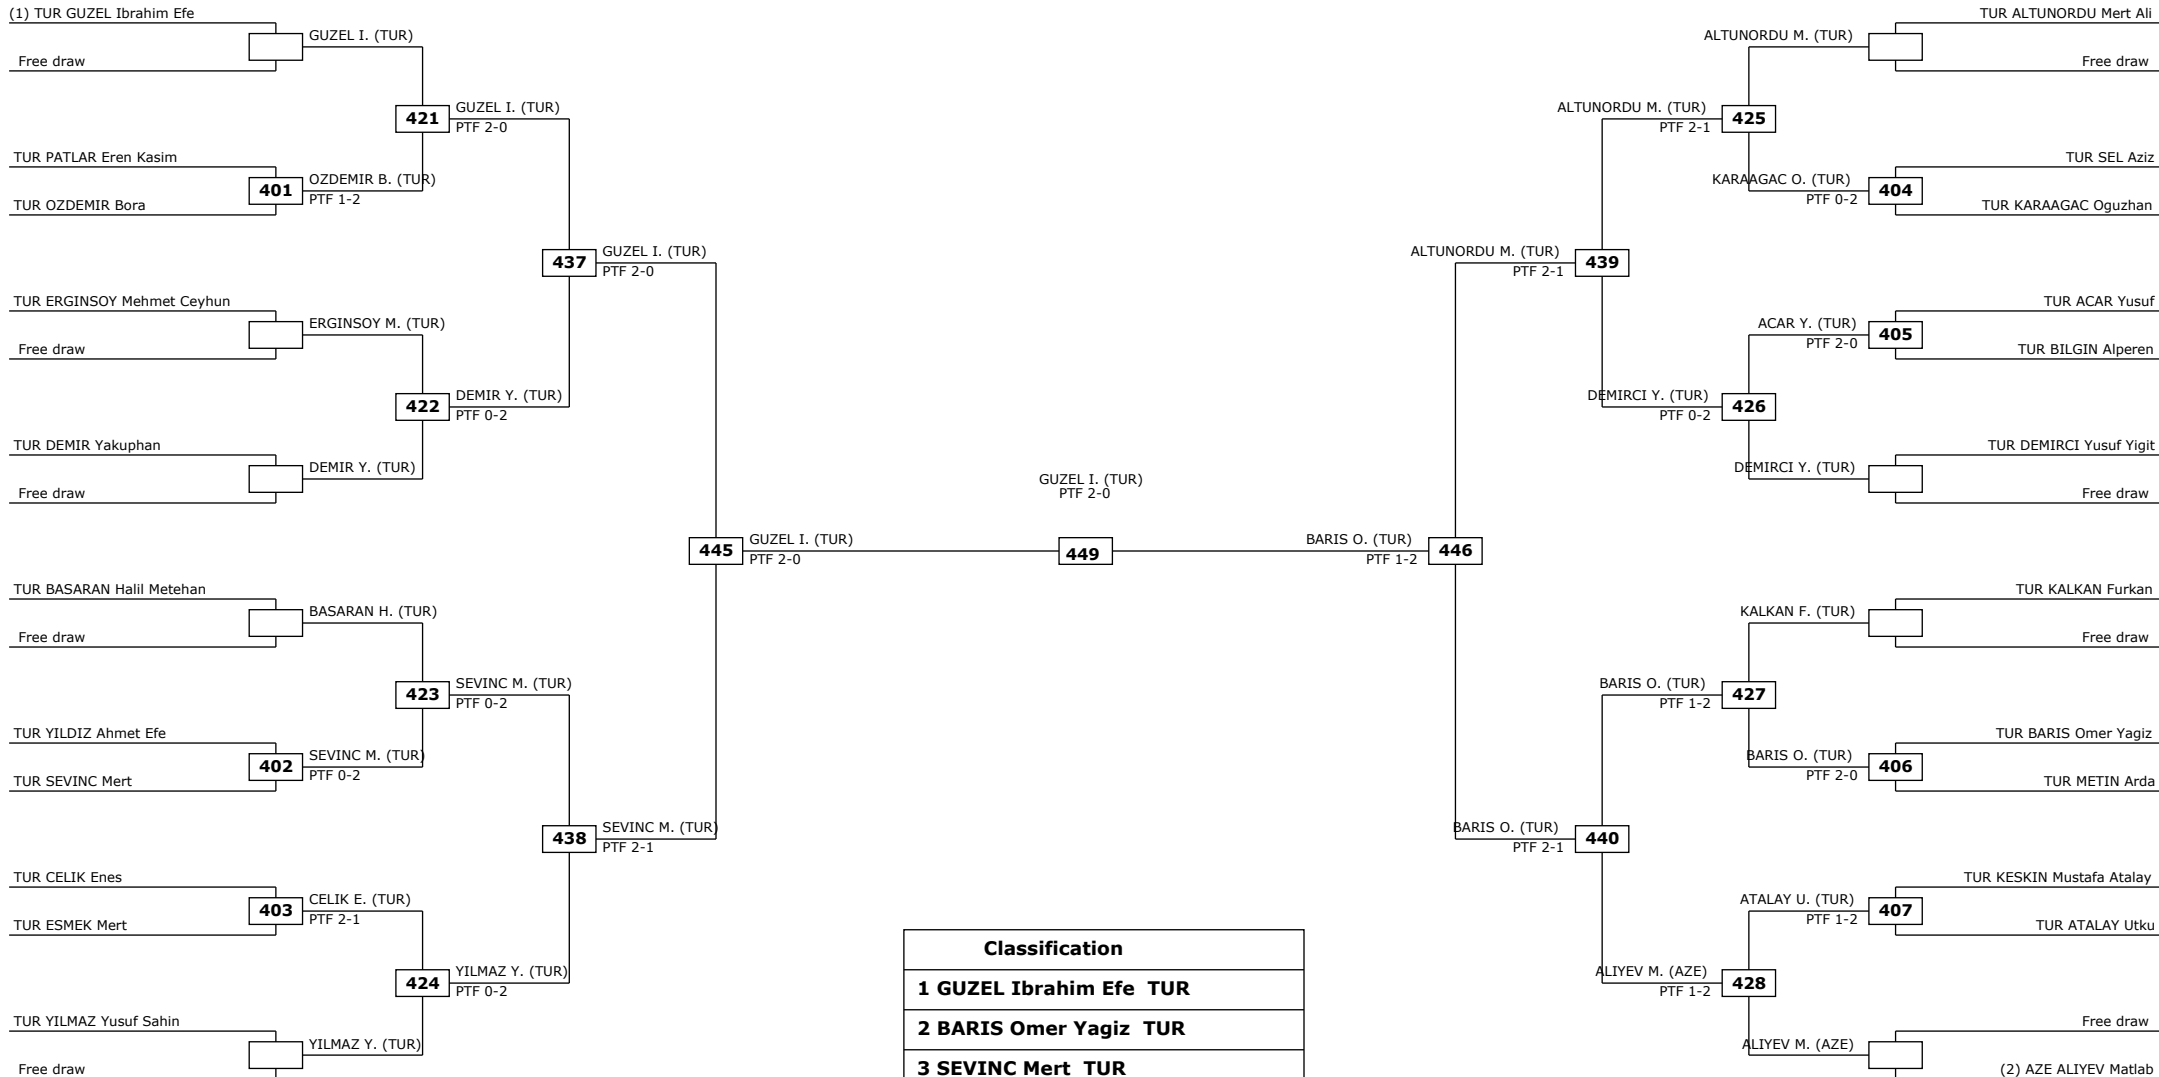 (1) TUR GUZEL Ibrahim Efe
Free draw
GUZEL I. (TUR)
421
GUZEL I. (TUR)
PTF 2-0
TUR PATLAR Eren Kasim
TUR OZDEMIR Bora
401
OZDEMIR B. (TUR)
PTF 1-2
437
GUZEL I. (TUR)
PTF 2-0
TUR ERGINSOY Mehmet Ceyhun
Free draw
ERGINSOY M. (TUR)
422
DEMIR Y. (TUR)
PTF 0-2
TUR DEMIR Yakuphan
Free draw
DEMIR Y. (TUR)
445
GUZEL I. (TUR)
PTF 2-0
TUR BASARAN Halil Metehan
Free draw
BASARAN H. (TUR)
423
SEVINC M. (TUR)
PTF 0-2
TUR YILDIZ Ahmet Efe
TUR SEVINC Mert
402
SEVINC M. (TUR)
PTF 0-2
438
SEVINC M. (TUR)
PTF 2-1
TUR CELIK Enes
TUR ESMEK Mert
403
CELIK E. (TUR)
PTF 2-1
424
YILMAZ Y. (TUR)
PTF 0-2
TUR YILMAZ Yusuf Sahin
Free draw
YILMAZ Y. (TUR)
GUZEL I. (TUR)
PTF 2-0
449
TUR ALTUNORDU Mert Ali
Free draw
ALTUNORDU M. (TUR)
ALTUNORDU M. (TUR)
PTF 2-1
425
TUR SEL Aziz
TUR KARAAGAC Oguzhan
404
KARAAGAC O. (TUR)
PTF 0-2
ALTUNORDU M. (TUR)
PTF 2-1
439
TUR ACAR Yusuf
TUR BILGIN Alperen
405
ACAR Y. (TUR)
PTF 2-0
DEMIRCI Y. (TUR)
PTF 0-2
426
TUR DEMIRCI Yusuf Yigit
Free draw
DEMIRCI Y. (TUR)
BARIS O. (TUR)
PTF 1-2
446
TUR KALKAN Furkan
Free draw
KALKAN F. (TUR)
BARIS O. (TUR)
PTF 1-2
427
TUR BARIS Omer Yagiz
TUR METIN Arda
406
BARIS O. (TUR)
PTF 2-0
BARIS O. (TUR)
PTF 2-1
440
TUR KESKIN Mustafa Atalay
TUR ATALAY Utku
407
ATALAY U. (TUR)
PTF 1-2
ALIYEV M. (AZE)
PTF 1-2
428
Free draw
(2) AZE ALIYEV Matlab
ALIYEV M. (AZE)
Classification
1 GUZEL Ibrahim Efe TUR
2 BARIS Omer Yagiz TUR
3 SEVINC Mert TUR